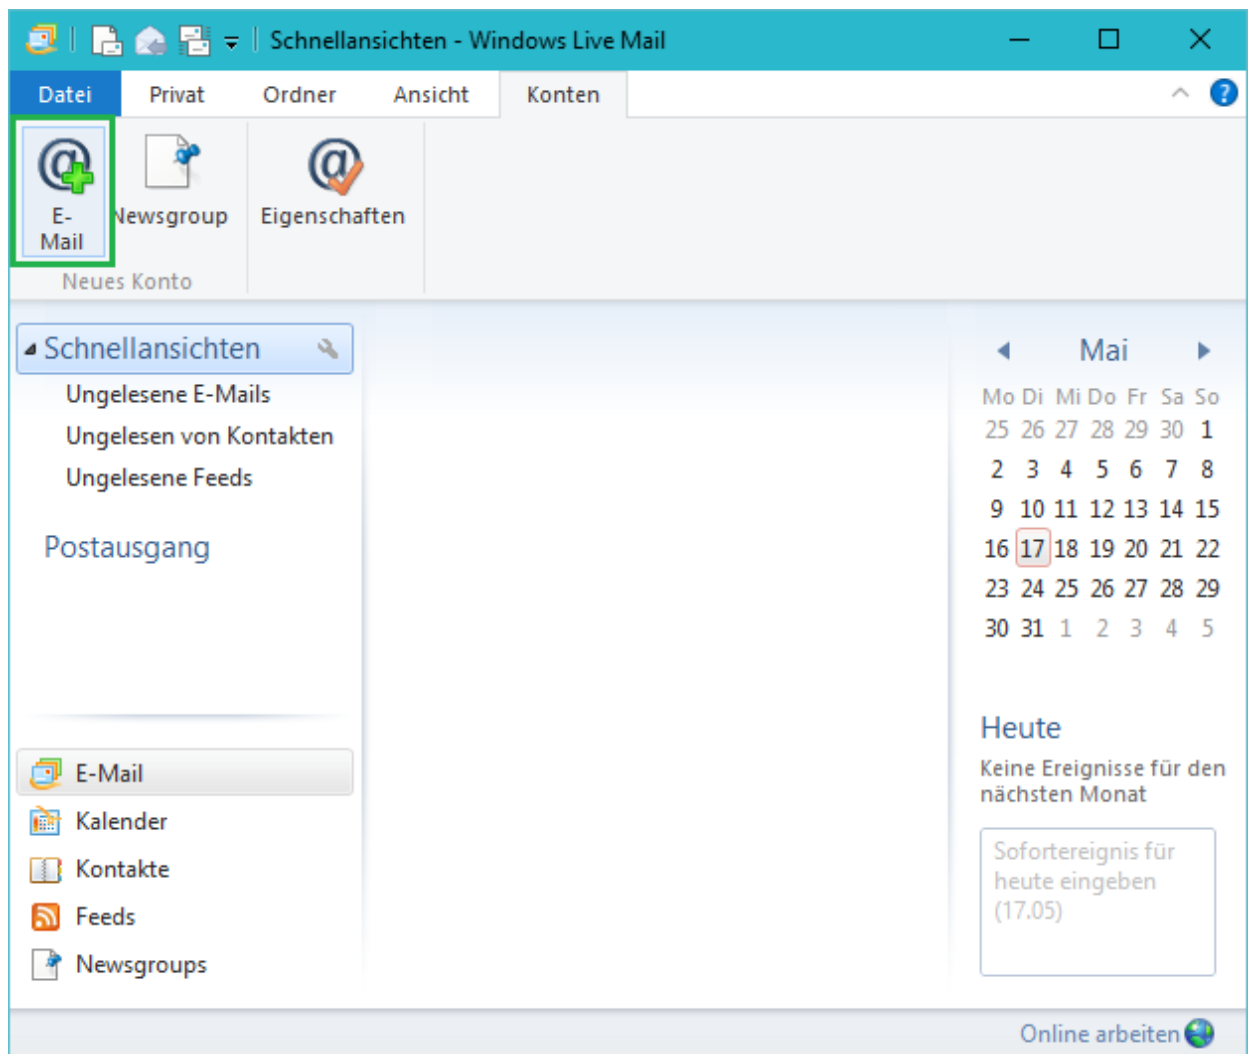 Schnellansichten - Windows Live Mail
Datei Privat Ordner Ansicht Konten
E-
Mail
Newsgroup
Eigenschaften
Neues Konto
Schnellansichten
Ungelesene E-Mails
Ungelesen von Kontakten
Ungelesene Feeds
Postausgang
E-Mail
Kalender
Kontakte
Feeds
Newsgroups
Mai
Mo Di Mi Do Fr Sa So
25 26 27 28 29 30 1
2 3 4 5 6 7 8
9 10 11 12 13 14 15
16 17 18 19 20 21 22
23 24 25 26 27 28 29
30 31 1 2 3 4 5
Heute
Keine Ereignisse für den
nächsten Monat
Sofortereignis für
heute eingeben
(17.05)
Online arbeiten